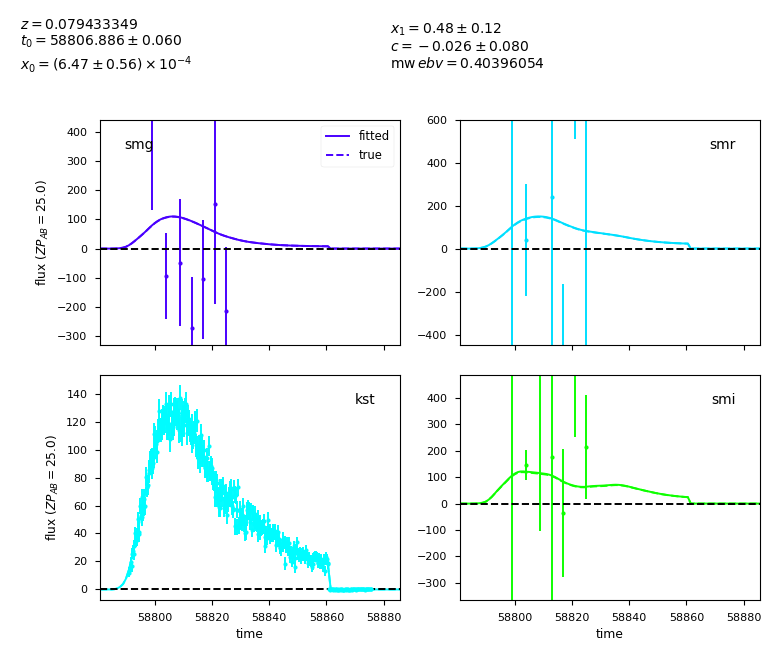 z = 0.079433349
t₀ = 58806.886 ± 0.060
x₀ = (6.47 ± 0.56) × 10⁻⁴
x₁ = 0.48 ± 0.12
c = −0.026 ± 0.080
mw ebv = 0.40396054
smg
fitted
true
flux (ZP_AB = 25.0)
400
300
200
100
0
−100
−200
−300
smr
600
400
200
0
−200
−400
kst
flux (ZP_AB = 25.0)
140
120
100
80
60
40
20
0
58800 58820 58840 58860 58880
time
smi
400
300
200
100
0
−100
−200
−300
58800 58820 58840 58860 58880
time